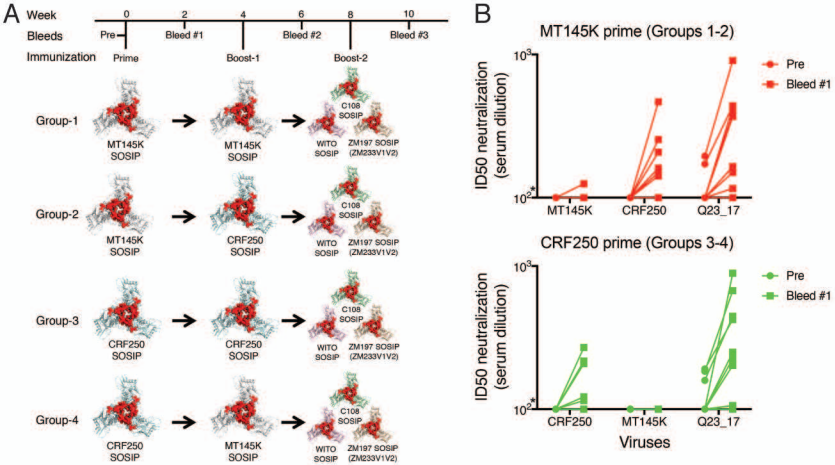 A
Week 0 2 4 6 8 10
Bleeds Pre Bleed #1 Bleed #2 Bleed #3
Immunization Prime Boost-1 Boost-2
Group-1
MT145K
SOSIP
MT145K
SOSIP
C108
SOSIP
WITO
SOSIP
ZM197 SOSIP
(ZM233V1V2)
Group-2
MT145K
SOSIP
CRF250
SOSIP
C108
SOSIP
WITO
SOSIP
ZM197 SOSIP
(ZM233V1V2)
Group-3
CRF250
SOSIP
CRF250
SOSIP
C108
SOSIP
WITO
SOSIP
ZM197 SOSIP
(ZM233V1V2)
Group-4
CRF250
SOSIP
MT145K
SOSIP
C108
SOSIP
WITO
SOSIP
ZM197 SOSIP
(ZM233V1V2)
B
MT145K prime (Groups 1-2)
ID50 neutralization
(serum dilution)
10³
10²*
MT145K CRF250 Q23_17
Pre
Bleed #1
CRF250 prime (Groups 3-4)
ID50 neutralization
(serum dilution)
10³
10²*
CRF250 MT145K Q23_17
Viruses
Pre
Bleed #1